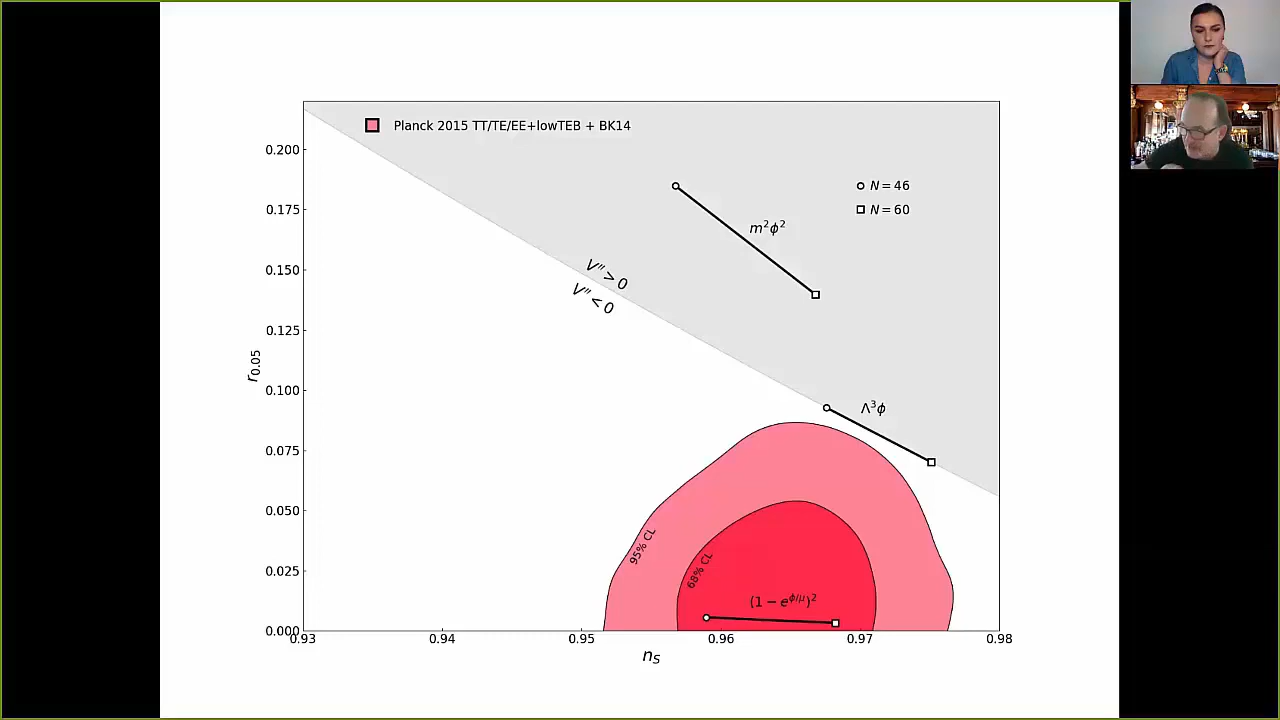 Planck 2015 TT/TE/EE+lowTEB + BK14
N = 46
N = 60
m²ϕ²
V'' > 0
V'' < 0
Λ³ϕ
95% CL
68% CL
(1 − e^{ϕ/μ})²
r₀.₀₅
0.200
0.175
0.150
0.125
0.100
0.075
0.050
0.025
0.000
0.93 0.94 0.95 0.96 0.97 0.98
n_S